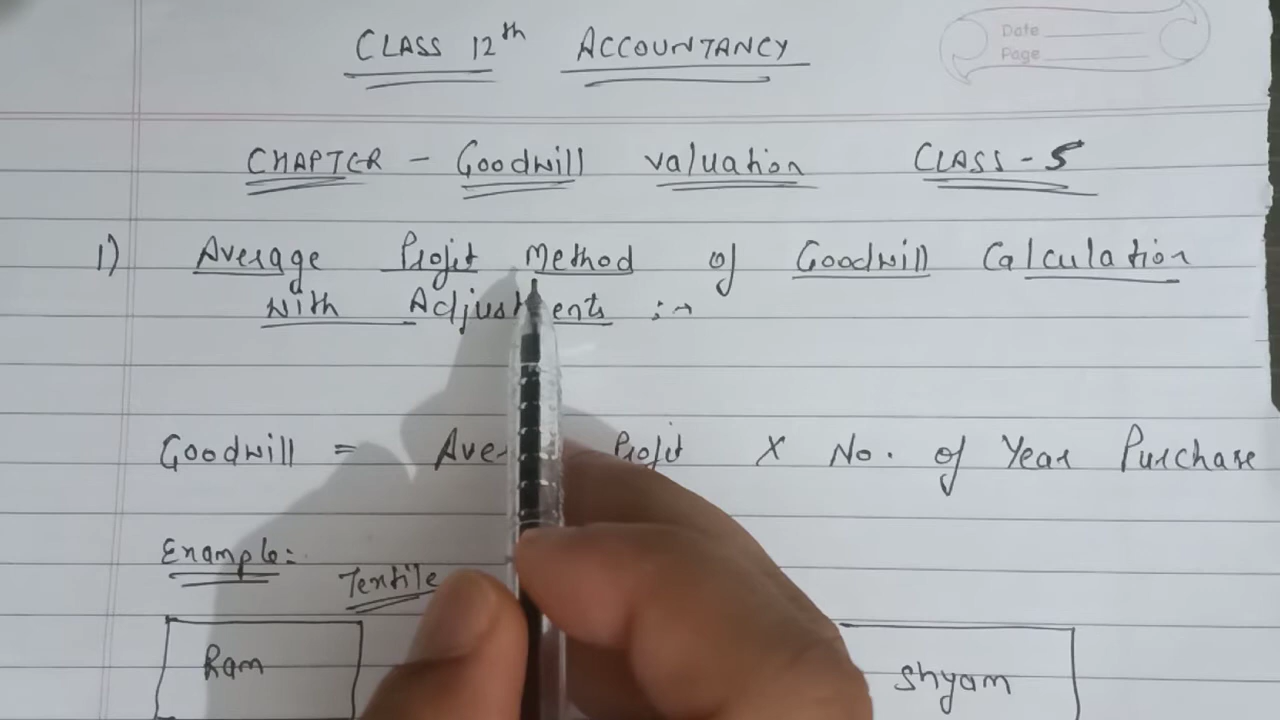 Date
Page
CLASS 12th ACCOUNTANCY
CHAPTER - Goodwill valuation CLASS - 5
1) Average Profit Method of Goodwill Calculation
with Adjustments :-
Goodwill = Profit X No. of Year Purchase
Example:
Textile
Ram
Shyam